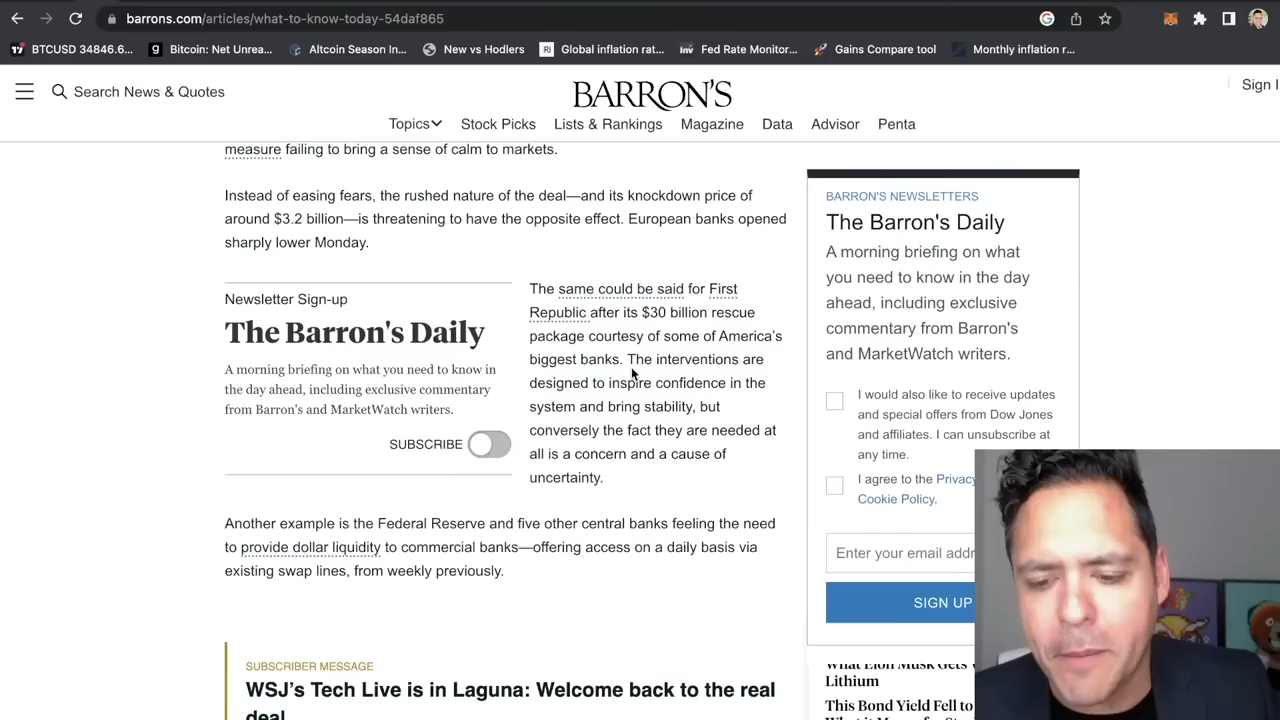 barrons.com/articles/what-to-know-today-54daf865
BTCUSD 34846.6...
Bitcoin: Net Unrea...
Altcoin Season In...
New vs Hodlers
Global inflation rat...
Fed Rate Monitor...
Gains Compare tool
Monthly inflation r...
Search News & Quotes
BARRON'S
Sign I
Topics
Stock Picks
Lists & Rankings
Magazine
Data
Advisor
Penta
measure failing to bring a sense of calm to markets.
Instead of easing fears, the rushed nature of the deal—and its knockdown price of
around $3.2 billion—is threatening to have the opposite effect. European banks opened
sharply lower Monday.
Newsletter Sign-up
The Barron's Daily
A morning briefing on what you need to know in
the day ahead, including exclusive commentary
from Barron's and MarketWatch writers.
SUBSCRIBE
The same could be said for First
Republic after its $30 billion rescue
package courtesy of some of America's
biggest banks. The interventions are
designed to inspire confidence in the
system and bring stability, but
conversely the fact they are needed at
all is a concern and a cause of
uncertainty.
Another example is the Federal Reserve and five other central banks feeling the need
to provide dollar liquidity to commercial banks—offering access on a daily basis via
existing swap lines, from weekly previously.
SUBSCRIBER MESSAGE
WSJ's Tech Live is in Laguna: Welcome back to the real
deal
BARRON'S NEWSLETTERS
The Barron's Daily
A morning briefing on what
you need to know in the day
ahead, including exclusive
commentary from Barron's
and MarketWatch writers.
I would also like to receive updates
and special offers from Dow Jones
and affiliates. I can unsubscribe at
any time.
I agree to the Privacy
Cookie Policy.
Enter your email addr
SIGN UP
What Elon Musk Gets
Lithium
This Bond Yield Fell to